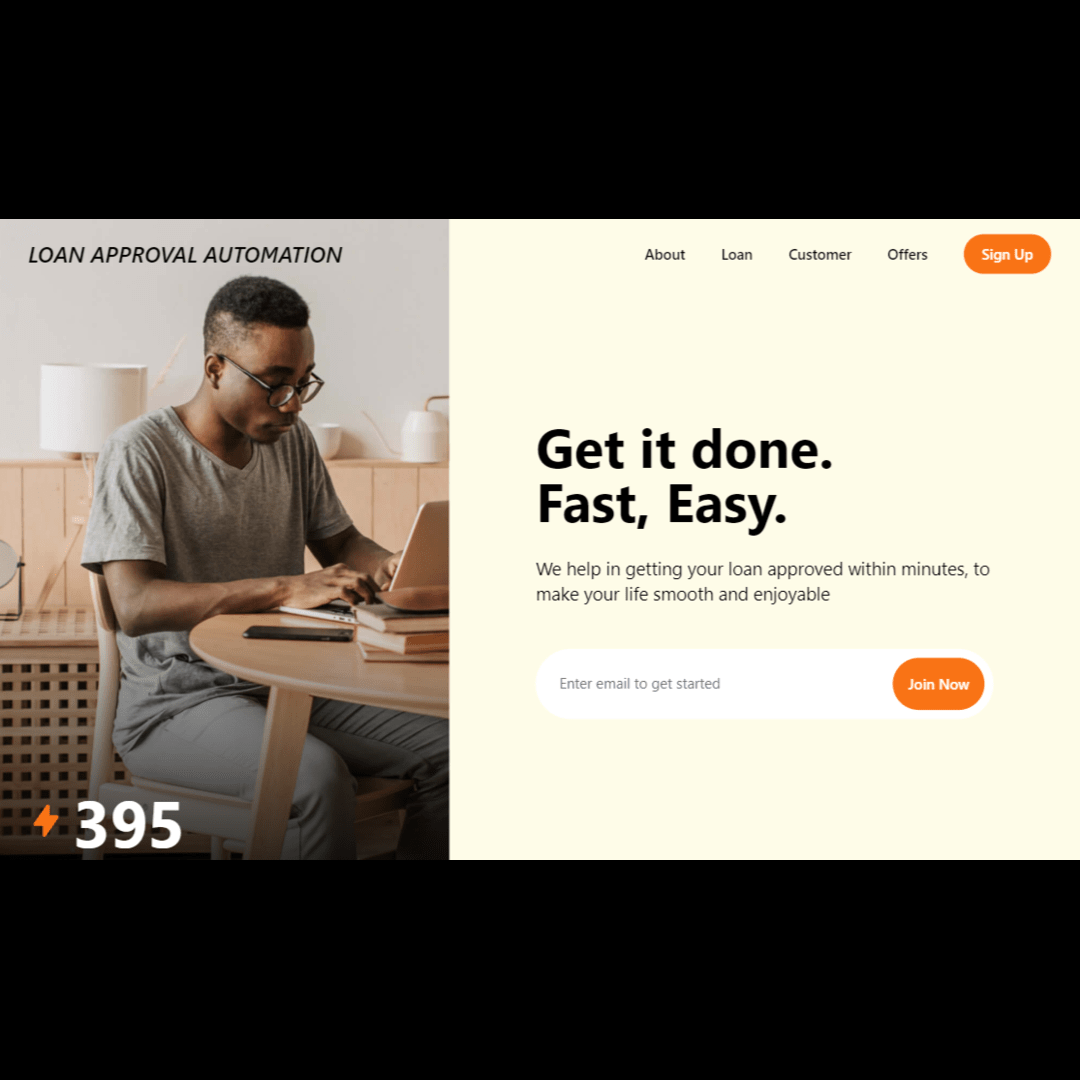 LOAN APPROVAL AUTOMATION
About Loan Customer Offers Sign Up
Get it done.
Fast, Easy.
We help in getting your loan approved within minutes, to
make your life smooth and enjoyable
Enter email to get started Join Now
395